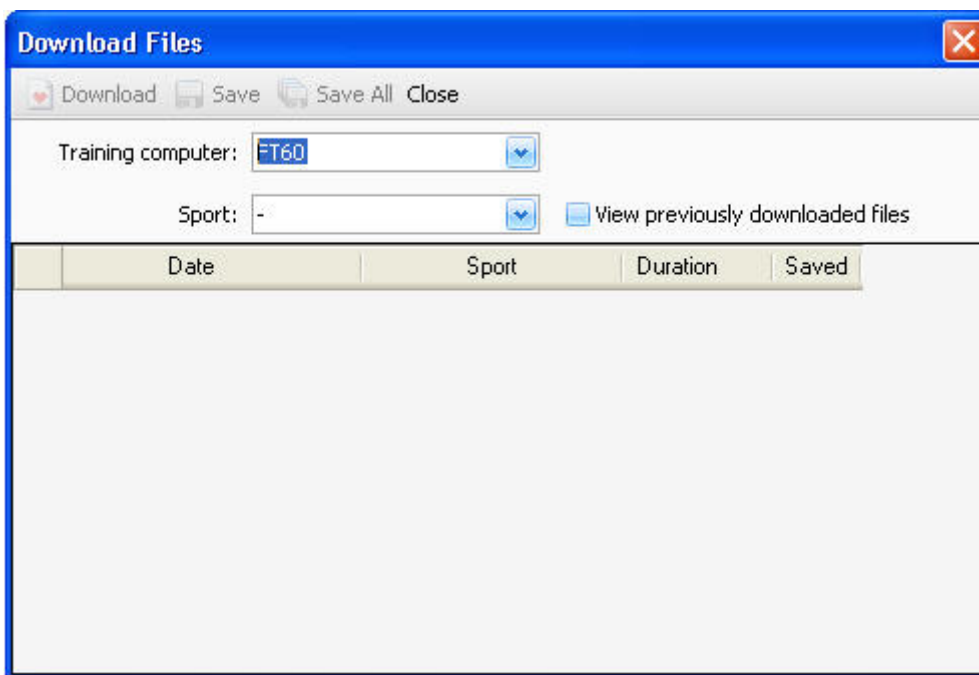 Download Files
Download Save Save All Close
Training computer: FT60
Sport: - View previously downloaded files
Date Sport Duration Saved